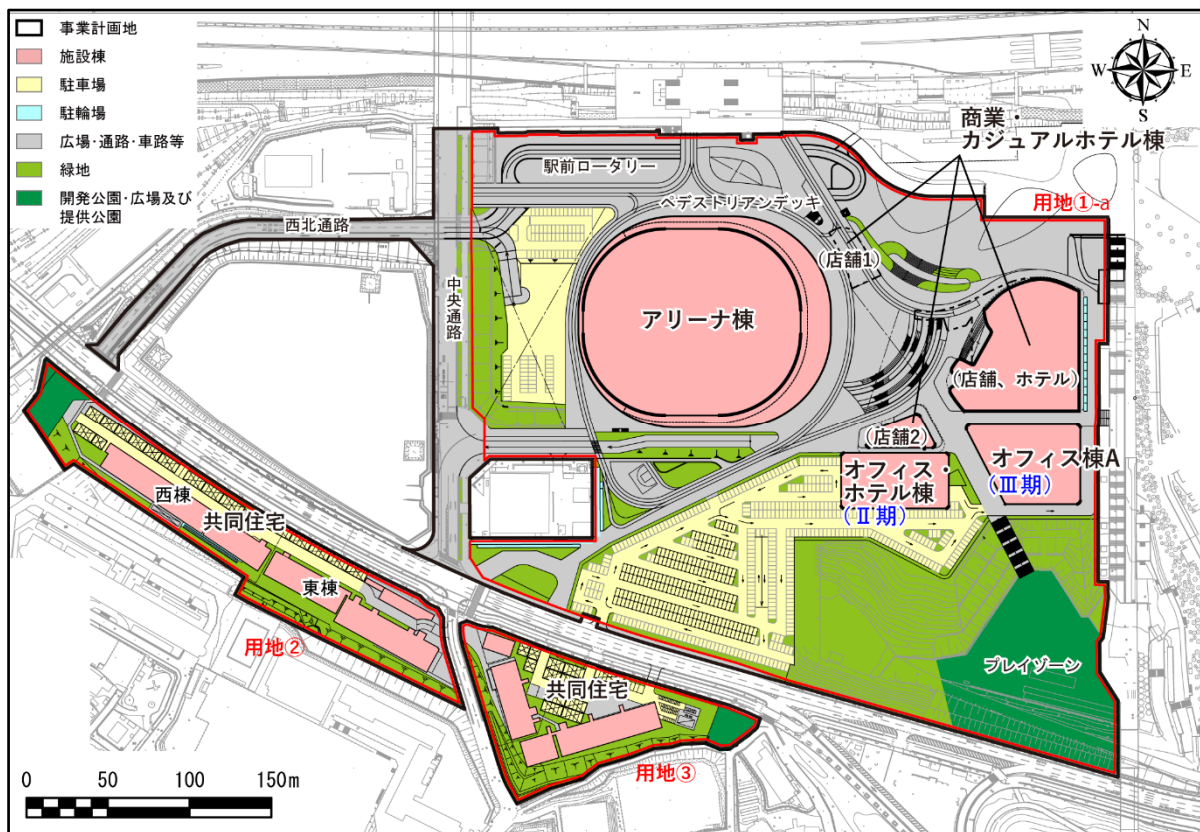 事業計画地
施設棟
駐車場
駐輪場
広場・通路・車路等
緑地
開発公園・広場及び
提供公園
N
W
E
S
商業・
カジュアルホテル棟
駅前ロータリー
用地①-a
ペデストリアンデッキ
西北通路
(店舗1)
中央通路
アリーナ棟
(店舗、ホテル)
(店舗2)
オフィス・
ホテル棟
(Ⅱ期)
オフィス棟A
(Ⅲ期)
西棟
共同住宅
東棟
用地②
プレイゾーン
共同住宅
用地③
0 50 100 150m